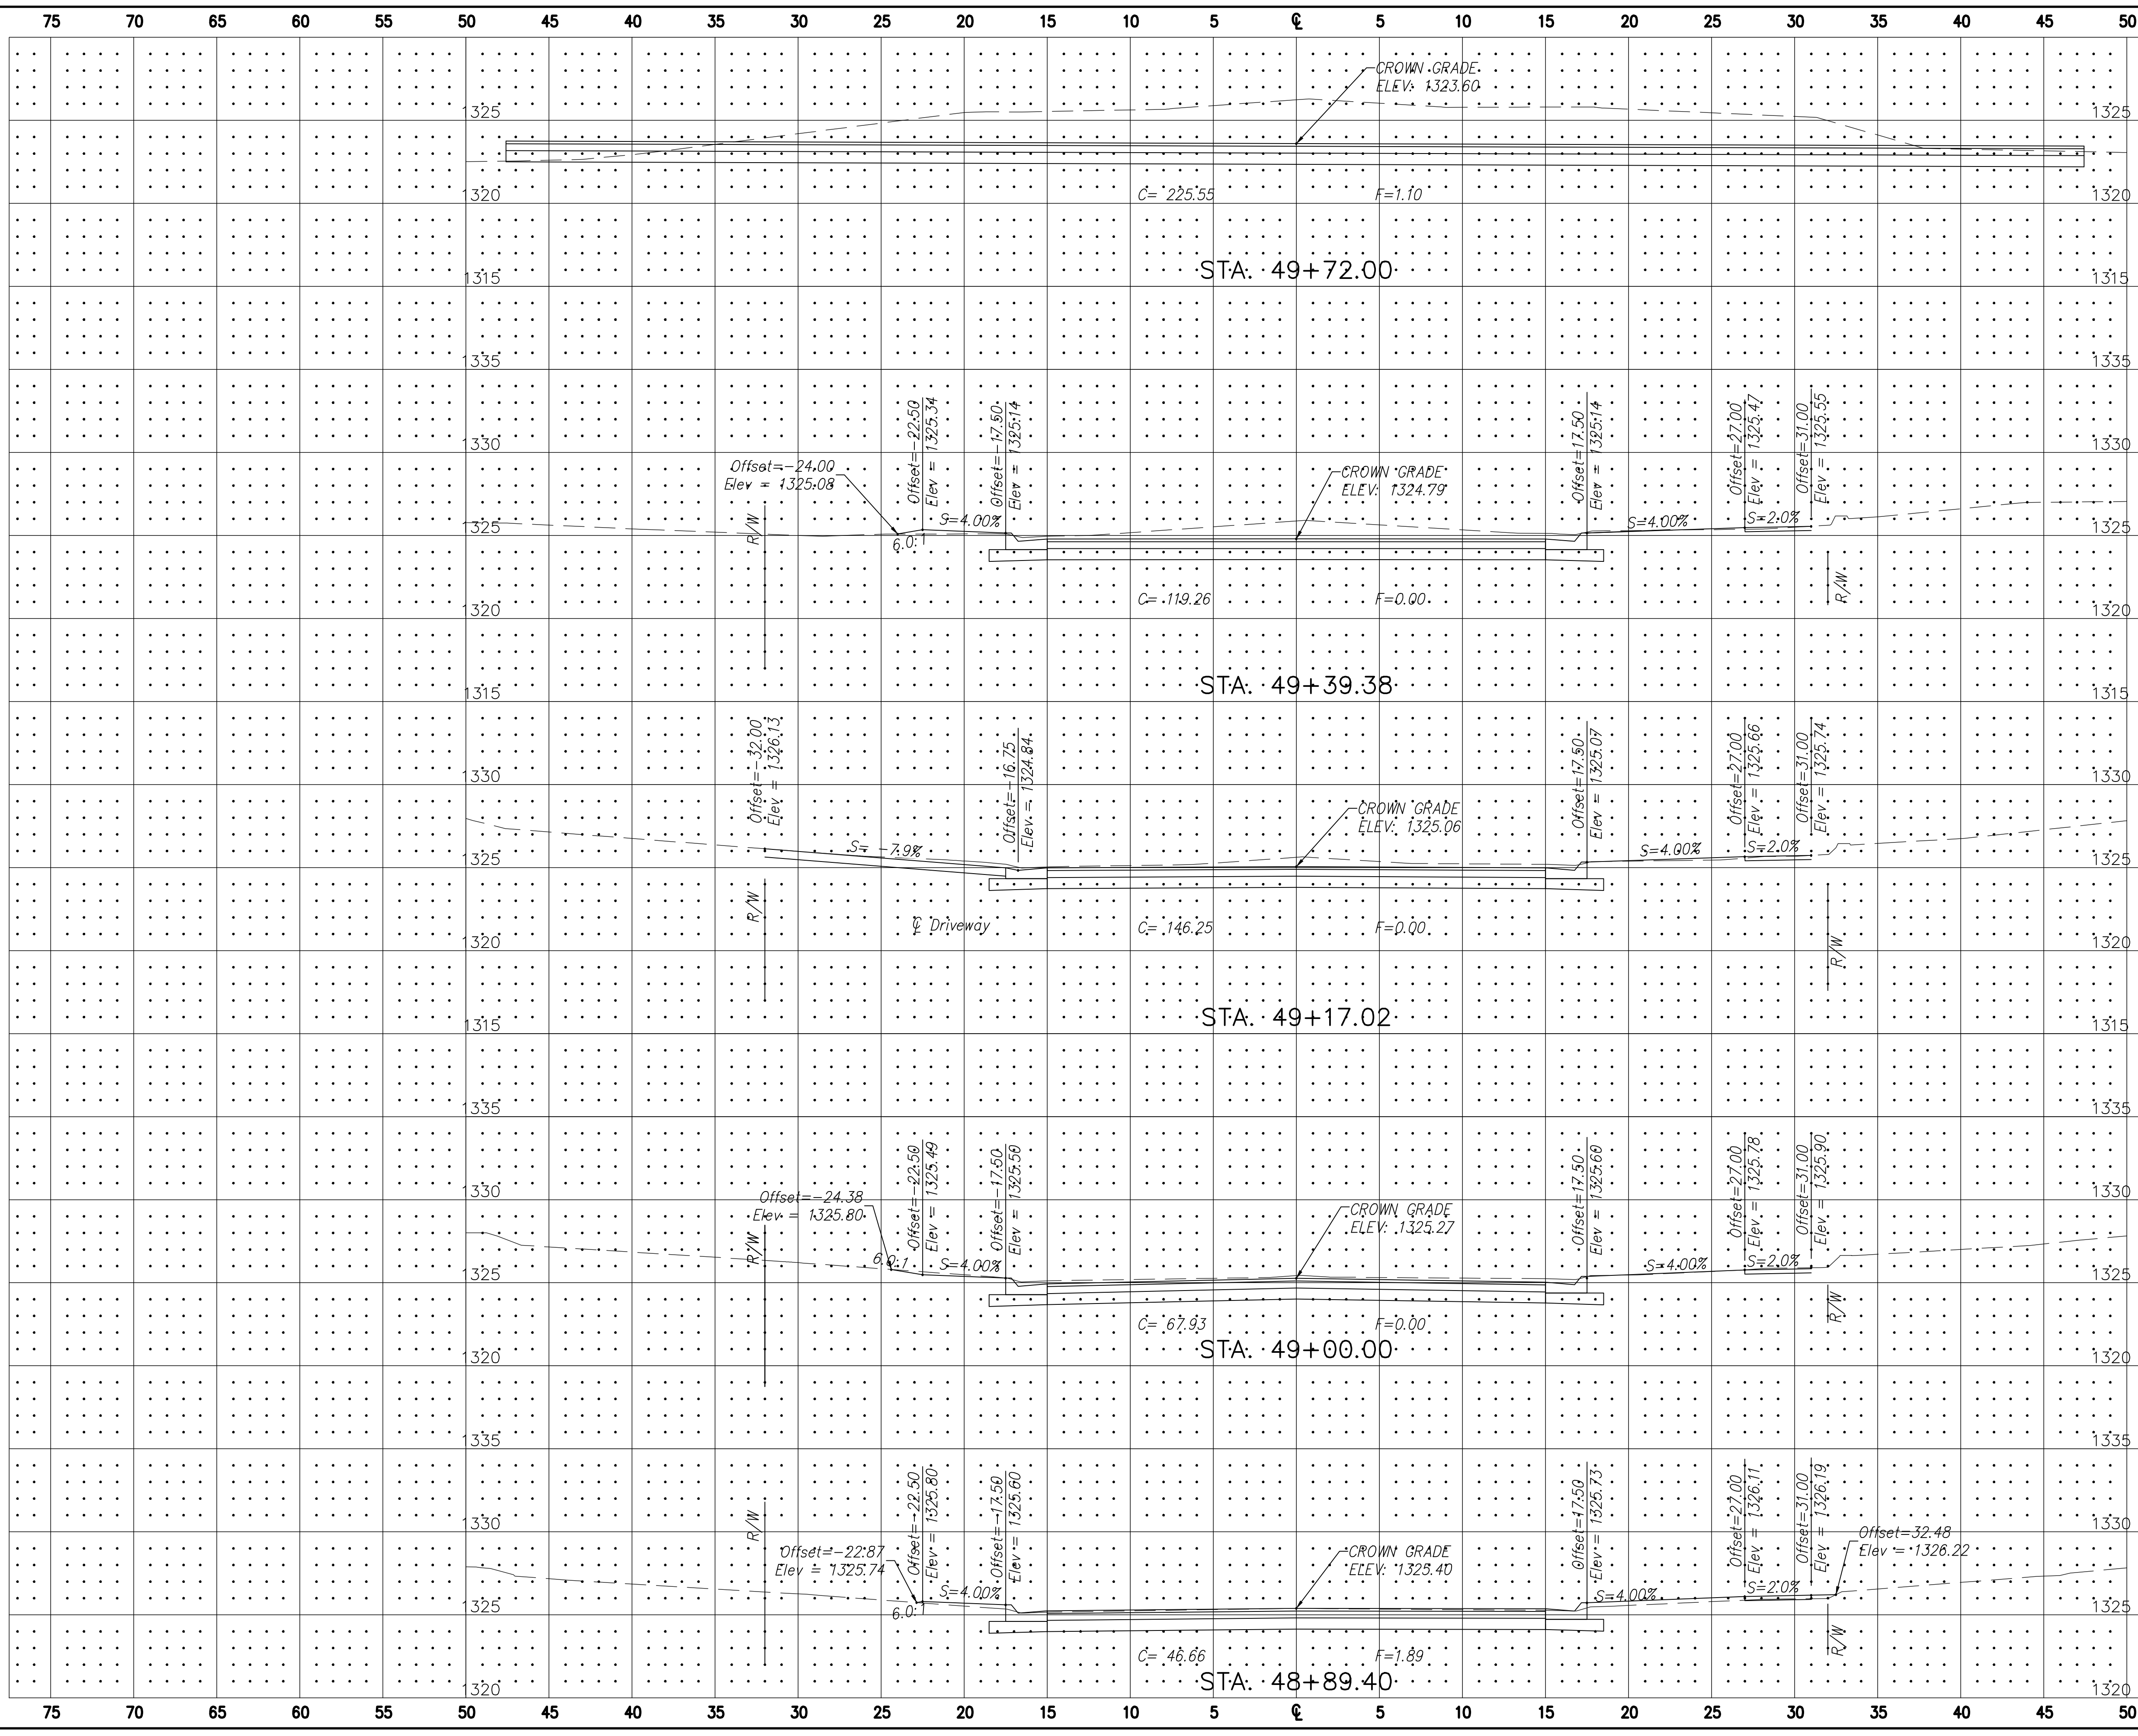 75 70 65 60 55 50 45 40 35 30 25 20 15 10 5 ℄ 5 10 15 20 25 30 35 40 45 50
CROWN GRADE
ELEV: 1323.60
1325 1325
1320 C= 225.55 F=1.10 1320
STA. 49+72.00
1315 1315
1335 1335
Offset=-22.50
Elev = 1325.34
Offset=-17.50
Elev = 1325.14
Offset=17.50
Elev = 1325.14
Offset=27.00
Elev = 1325.47
Offset=31.00
Elev = 1325.55
1330 1330
Offset=-24.00
Elev = 1325.08
CROWN GRADE
ELEV: 1324.79
R/W
S=4.00%
S=4.00%
S=2.0%
1325 1325
6.0:1
R/W
C= 119.26 F=0.00
1320 1320
STA. 49+39.38
1315 1315
Offset=-32.00
Elev = 1326.13
Offset=-16.75
Elev = 1324.84
Offset=17.50
Elev = 1325.07
Offset=27.00
Elev = 1325.66
Offset=31.00
Elev = 1325.74
1330 1330
CROWN GRADE
ELEV: 1325.06
S= -7.9%
S=4.00%
S=2.0%
1325 1325
R/W
℄ Driveway C= 146.25 F=0.00
R/W
1320 1320
STA. 49+17.02
1315 1315
1335 1335
Offset=-22.50
Elev = 1325.49
Offset=-17.50
Elev = 1325.50
Offset=17.50
Elev = 1325.60
Offset=27.00
Elev = 1325.78
Offset=31.00
Elev = 1325.90
1330 1330
Offset=-24.38
Elev = 1325.80
CROWN GRADE
ELEV: 1325.27
R/W
6.0:1
S=4.00%
S=4.00%
S=2.0%
1325 1325
R/W
C= 67.93 F=0.00
STA. 49+00.00
1320 1320
1335 1335
Offset=-22.50
Elev = 1325.80
Offset=-17.50
Elev = 1325.60
Offset=17.50
Elev = 1325.73
Offset=27.00
Elev = 1326.11
Offset=31.00
Elev = 1326.19
R/W
1330 1330
Offset=32.48
Elev = 1326.22
Offset=-22.87
Elev = 1325.74
CROWN GRADE
ELEV: 1325.40
S=4.00%
S=4.00%
S=2.0%
1325 1325
6.0:1
R/W
C= 46.66 F=1.89
STA. 48+89.40
1320 1320
75 70 65 60 55 50 45 40 35 30 25 20 15 10 5 ℄ 5 10 15 20 25 30 35 40 45 50